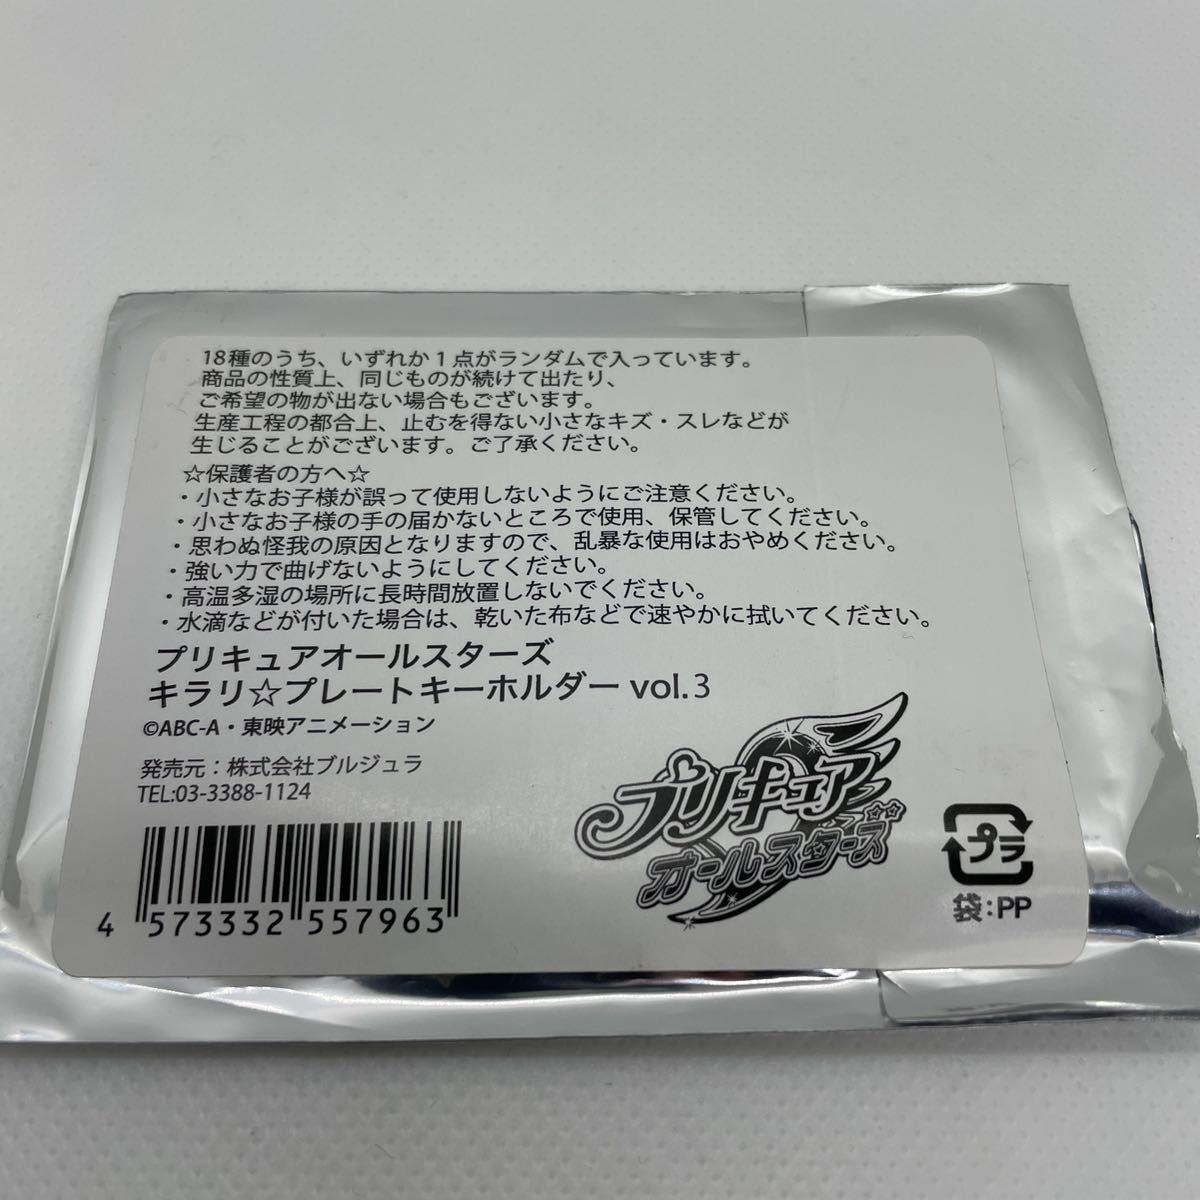 18種のうち、いずれか1点がランダムで入っています。
商品の性質上、同じものが続けて出たり、
ご希望の物が出ない場合もございます。
生産工程の都合上、止むを得ない小さなキズ・スレなどが
生じることがございます。ご了承ください。
☆保護者の方へ☆
・小さなお子様が誤って使用しないようにご注意ください。
・小さなお子様の手の届かないところで使用、保管してください。
・思わぬ怪我の原因となりますので、乱暴な使用はおやめください。
・強い力で曲げないようにしてください。
・高温多湿の場所に長時間放置しないでください。
・水滴などが付いた場合は、乾いた布などで速やかに拭いてください。
プリキュアオールスターズ
キラリ☆プレートキーホルダー vol.3
©ABC-A・東映アニメーション
発売元：株式会社ブルジュラ
TEL:03-3388-1124
4 573332 557963
プリキュア
オールスターズ
プラ
袋:PP